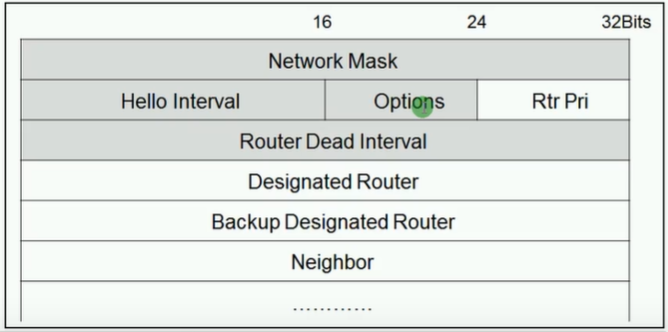 16 24 32Bits
Network Mask
Hello Interval Options Rtr Pri
Router Dead Interval
Designated Router
Backup Designated Router
Neighbor
............